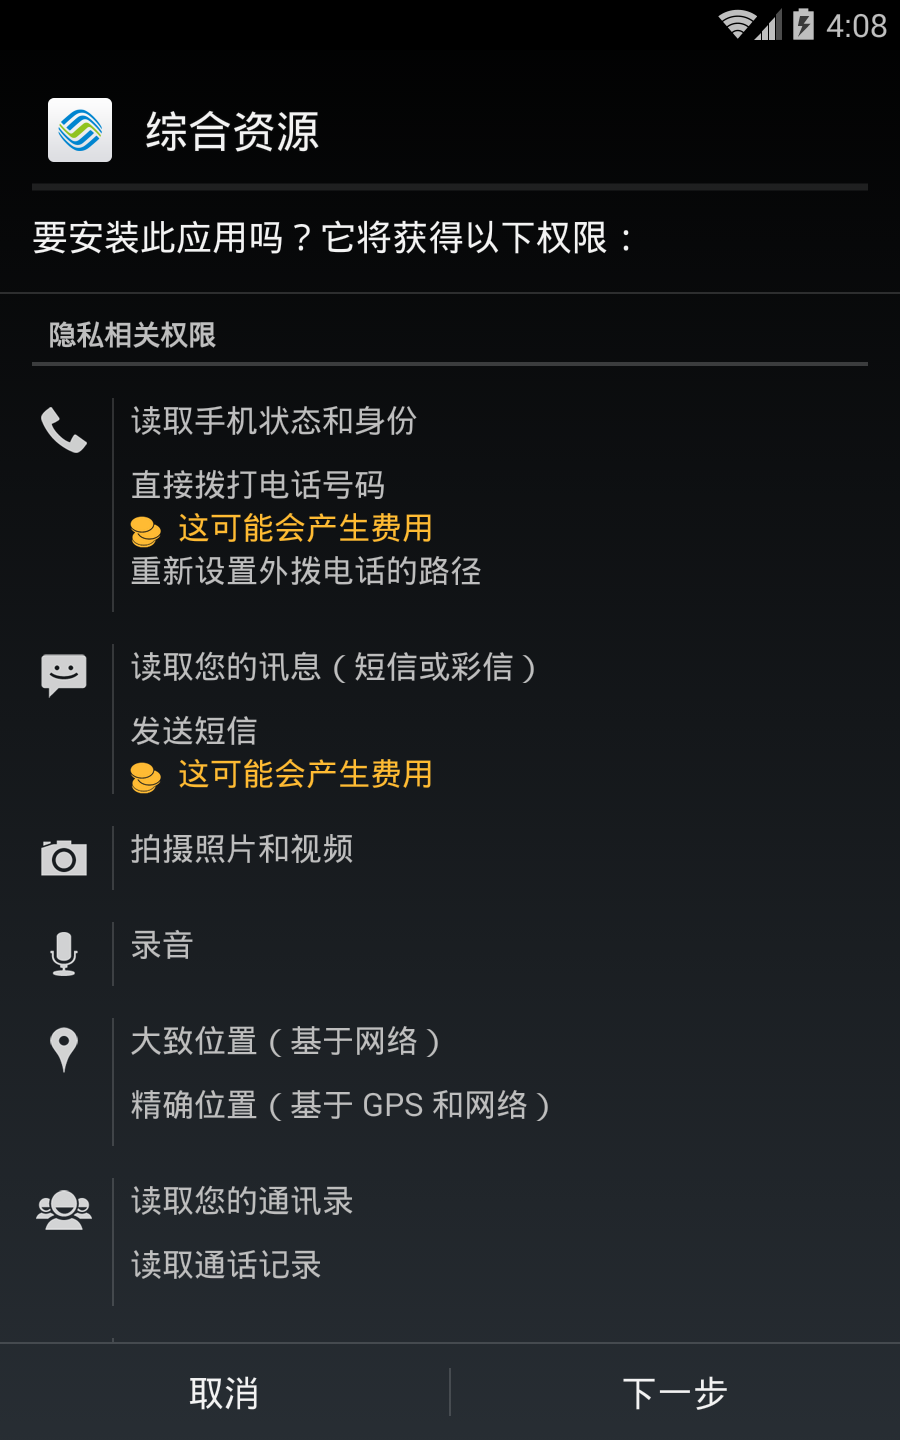 4:08
综合资源
要安装此应用吗？它将获得以下权限：
隐私相关权限
读取手机状态和身份
直接拨打电话号码
这可能会产生费用
重新设置外拨电话的路径
读取您的讯息（短信或彩信）
发送短信
这可能会产生费用
拍摄照片和视频
录音
大致位置（基于网络）
精确位置（基于 GPS 和网络）
读取您的通讯录
读取通话记录
取消
下一步